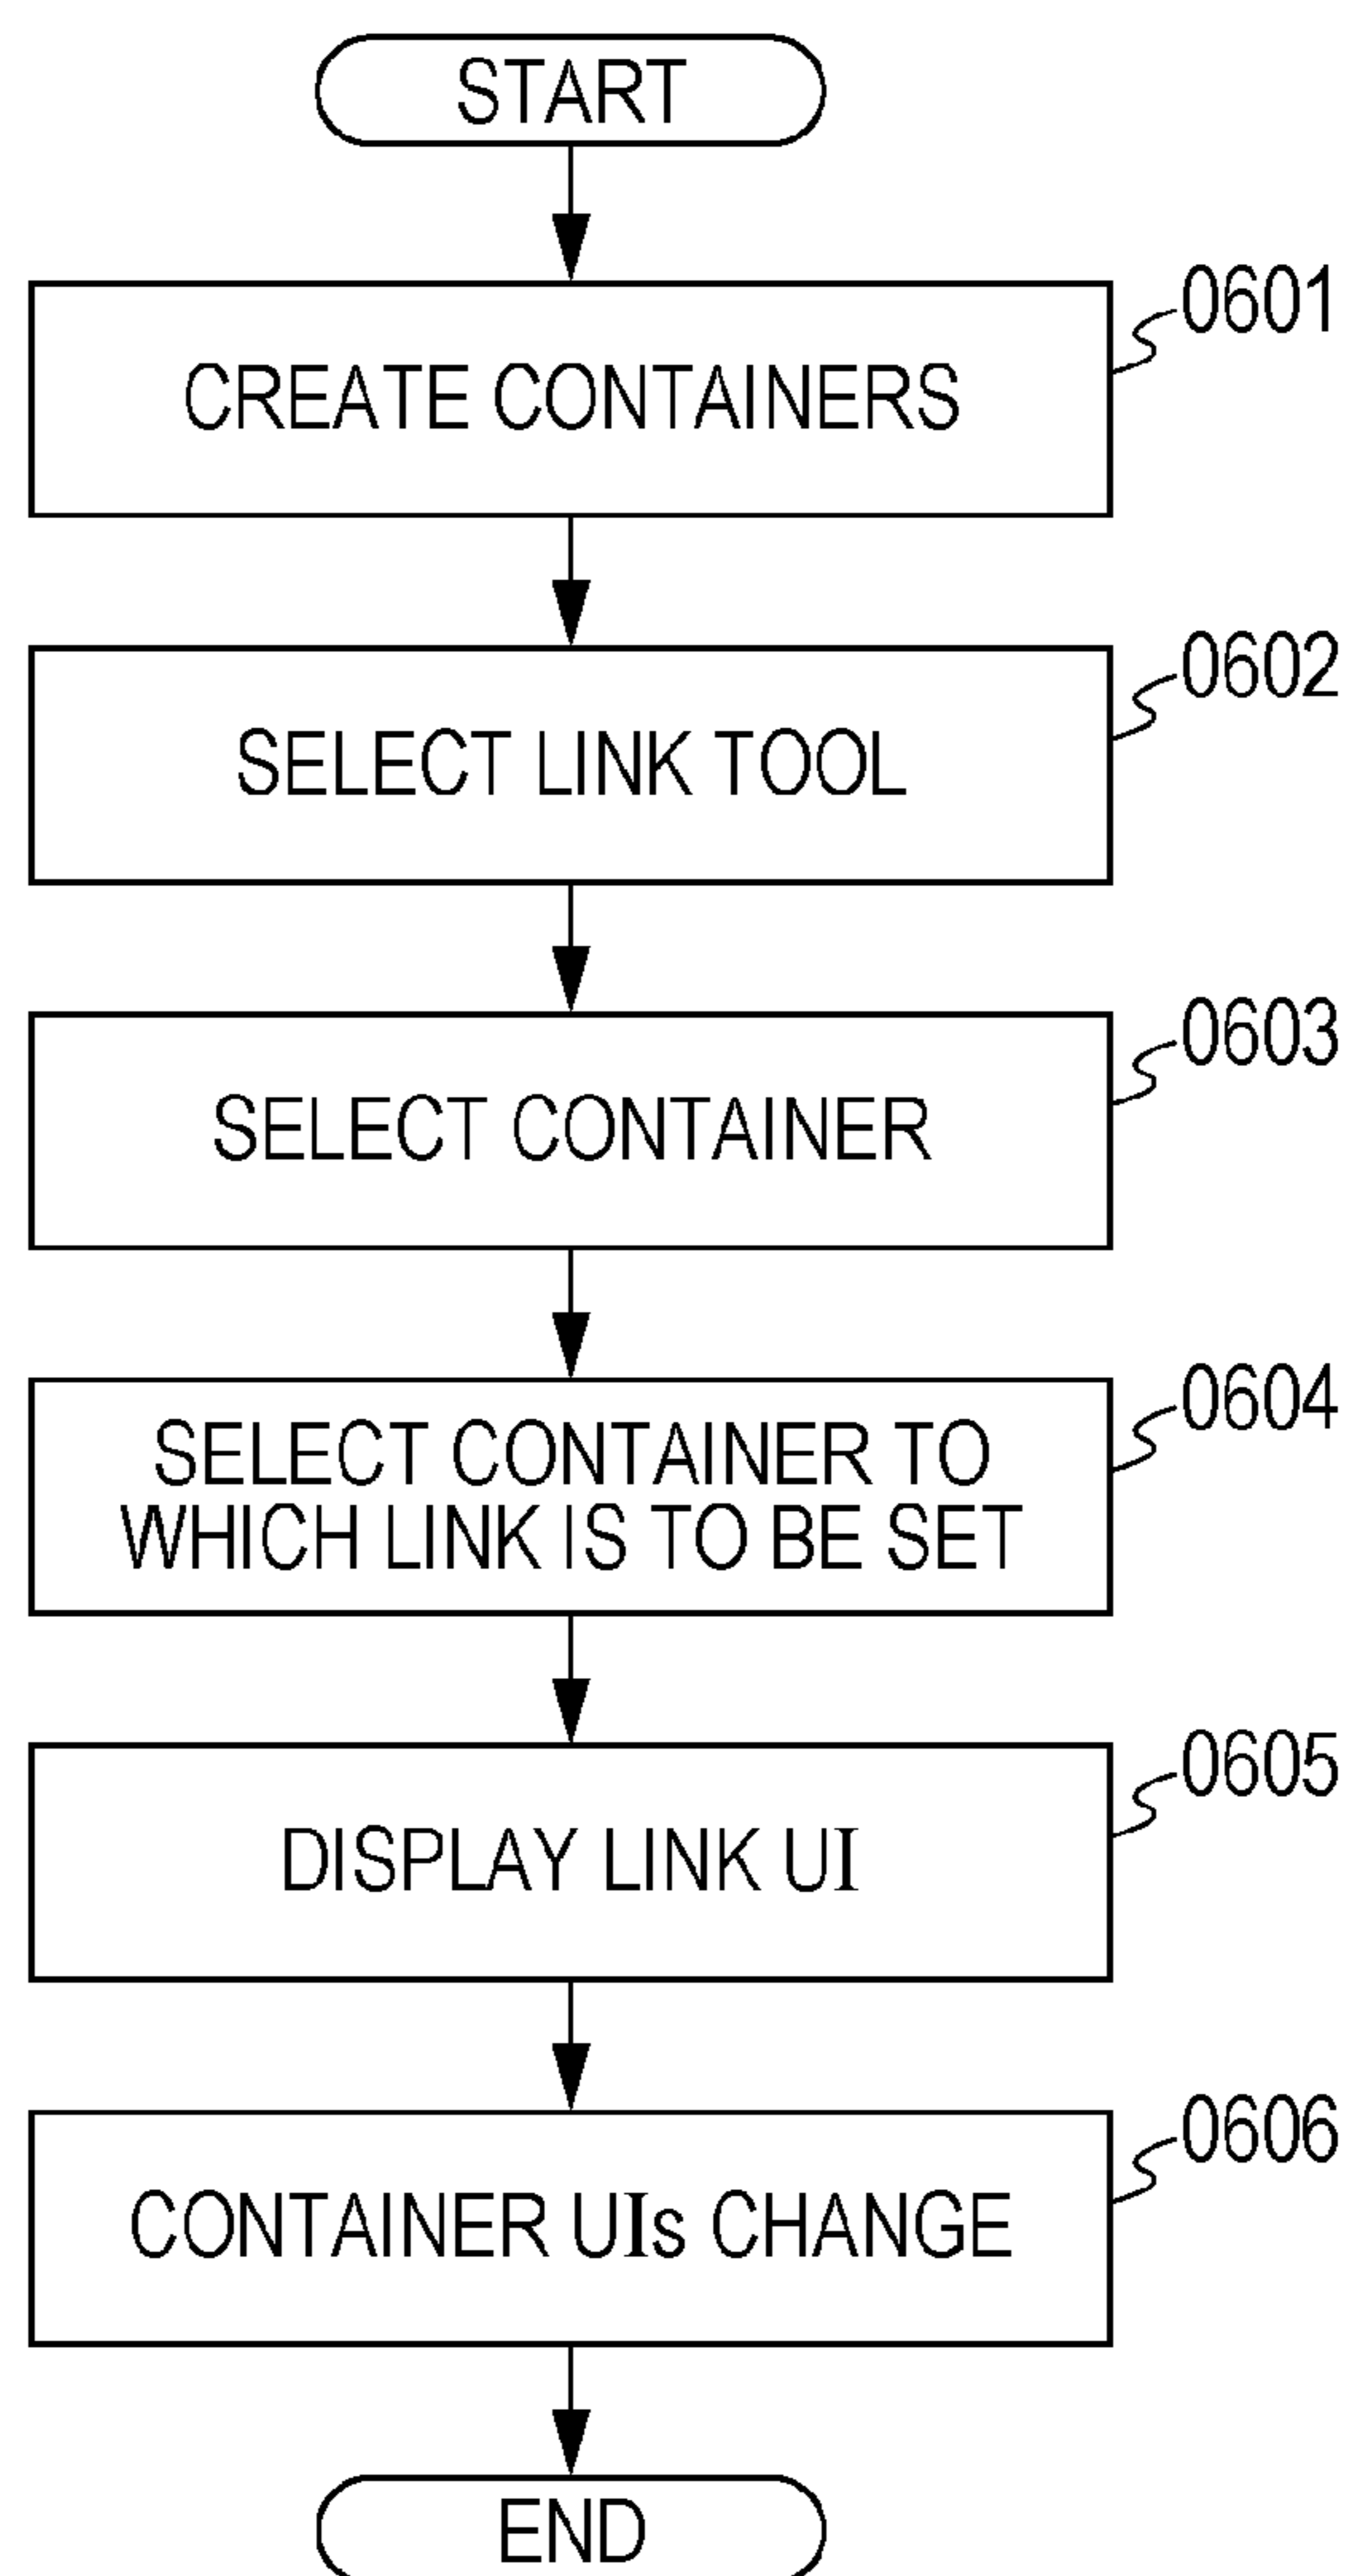 START
0601
CREATE CONTAINERS
0602
SELECT LINK TOOL
0603
SELECT CONTAINER
0604
SELECT CONTAINER TO
WHICH LINK IS TO BE SET
0605
DISPLAY LINK UI
0606
CONTAINER UIs CHANGE
END